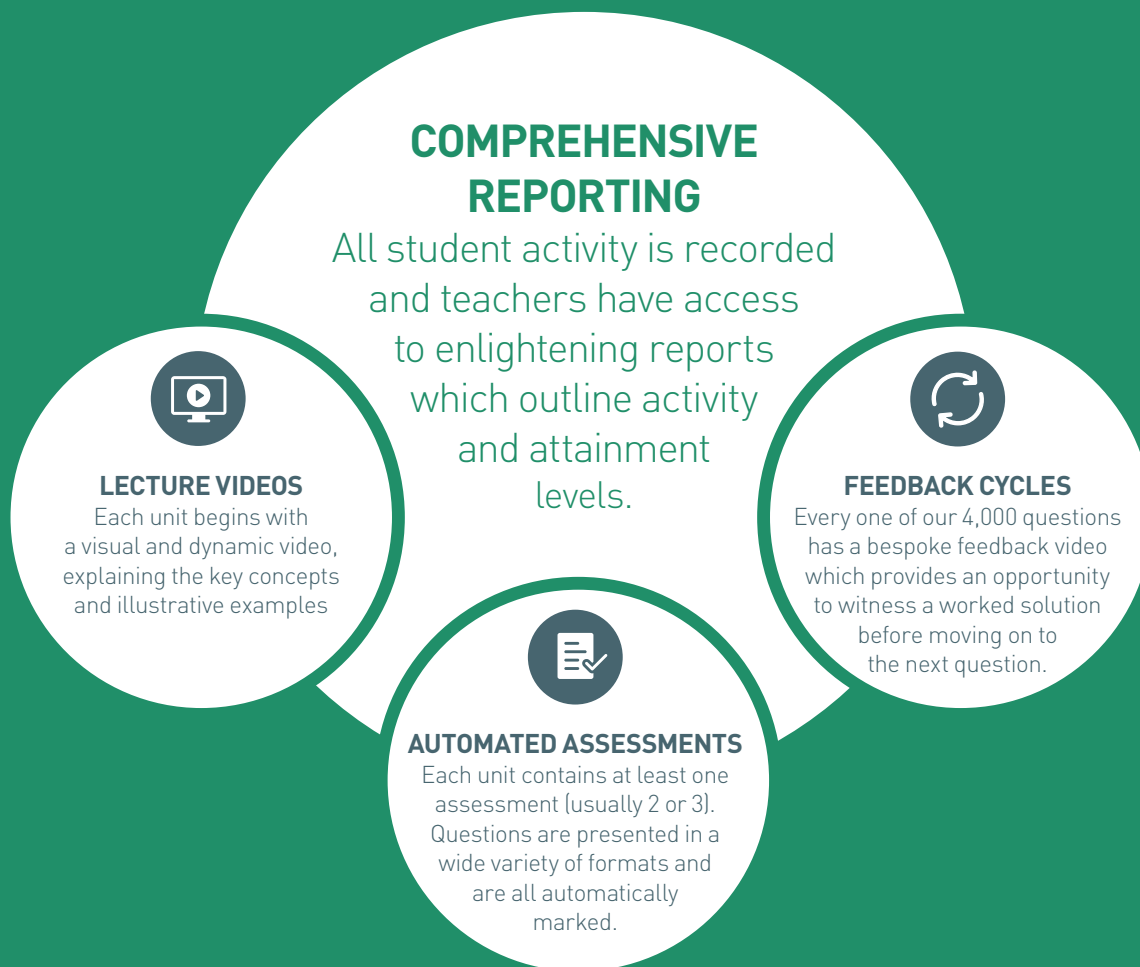 COMPREHENSIVE
REPORTING
All student activity is recorded
and teachers have access
to enlightening reports
which outline activity
and attainment
levels.
LECTURE VIDEOS
Each unit begins with
a visual and dynamic video,
explaining the key concepts
and illustrative examples
AUTOMATED ASSESSMENTS
Each unit contains at least one
assessment (usually 2 or 3).
Questions are presented in a
wide variety of formats and
are all automatically
marked.
FEEDBACK CYCLES
Every one of our 4,000 questions
has a bespoke feedback video
which provides an opportunity
to witness a worked solution
before moving on to
the next question.